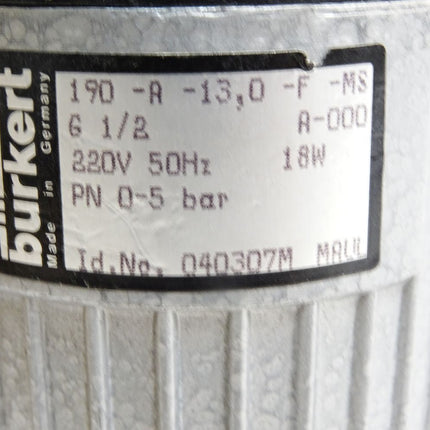 burkert
Made in Germany
190 -A -13,0 -F -MS
G 1/2 A-000
220V 50Hz 18W
PN 0-5 bar
Id.No. 040307M